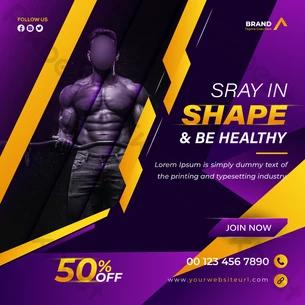 FOLLOW US
BRAND
SRAY IN
SHAPE
& BE HEALTHY
Lorem Ipsum is simply dummy text
of the printing and typesetting industry.
JOIN NOW
50%
OFF
00 123 456 7890
www.yourwebsiteurl.com